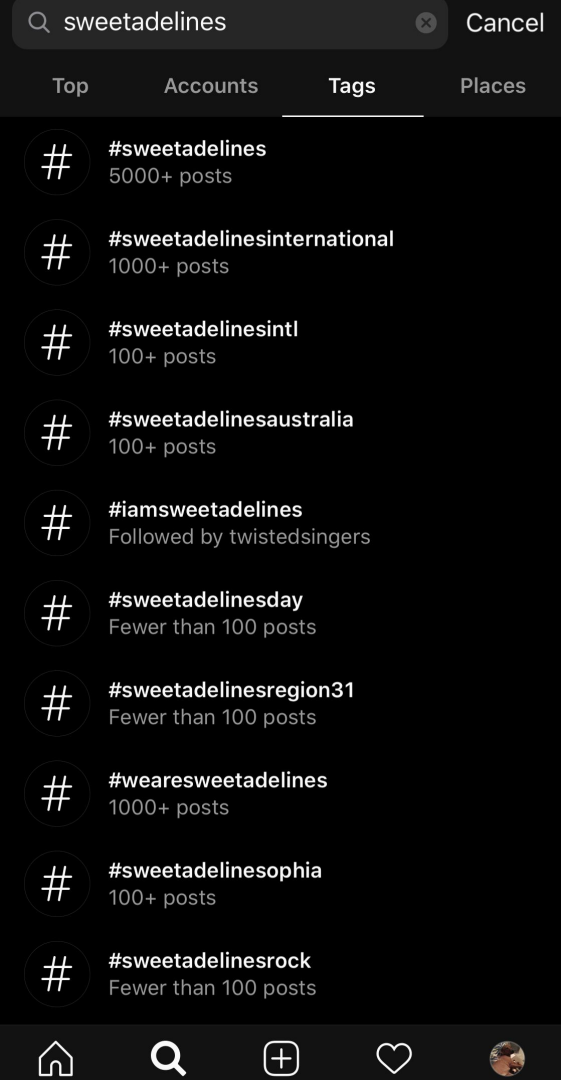 sweetadelines
Cancel
Top
Accounts
Tags
Places
#sweetadelines
5000+ posts
#sweetadelinesinternational
1000+ posts
#sweetadelinesintl
100+ posts
#sweetadelinesaustralia
100+ posts
#iamsweetadelines
Followed by twistedsingers
#sweetadelinesday
Fewer than 100 posts
#sweetadelinesregion31
Fewer than 100 posts
#wearesweetadelines
1000+ posts
#sweetadelinesophia
100+ posts
#sweetadelinesrock
Fewer than 100 posts